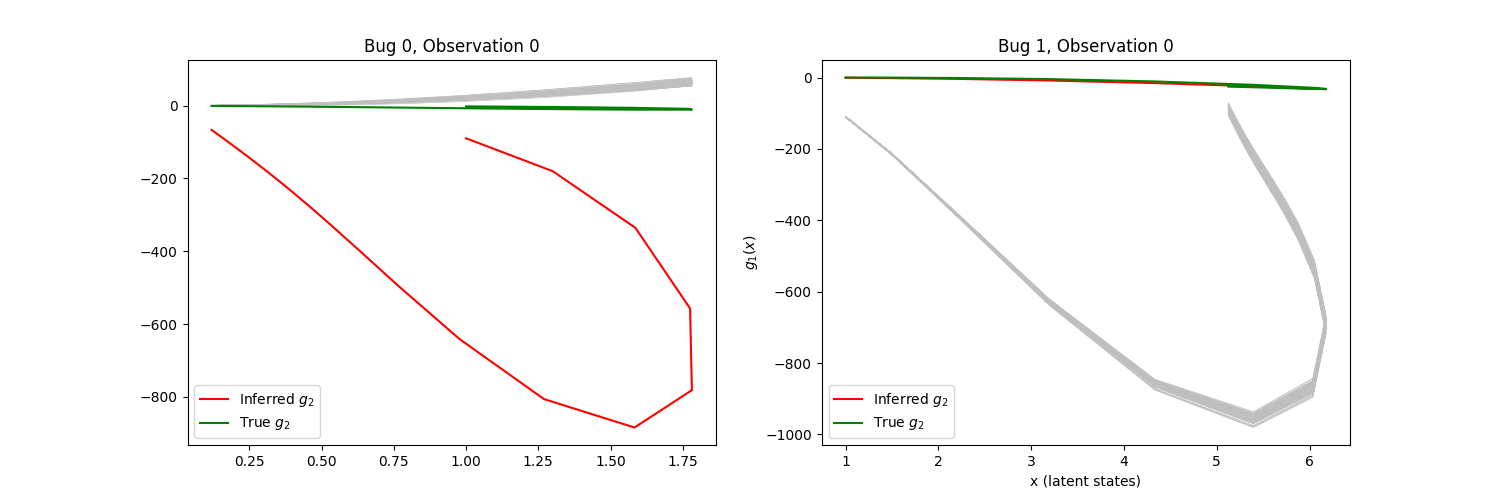 Bug 0, Observation 0
0
−200
−400
−600
−800
0.25 0.50 0.75 1.00 1.25 1.50 1.75
Inferred g₂
True g₂
Bug 1, Observation 0
g₁(x)
0
−200
−400
−600
−800
−1000
1 2 3 4 5 6
x (latent states)
Inferred g₂
True g₂